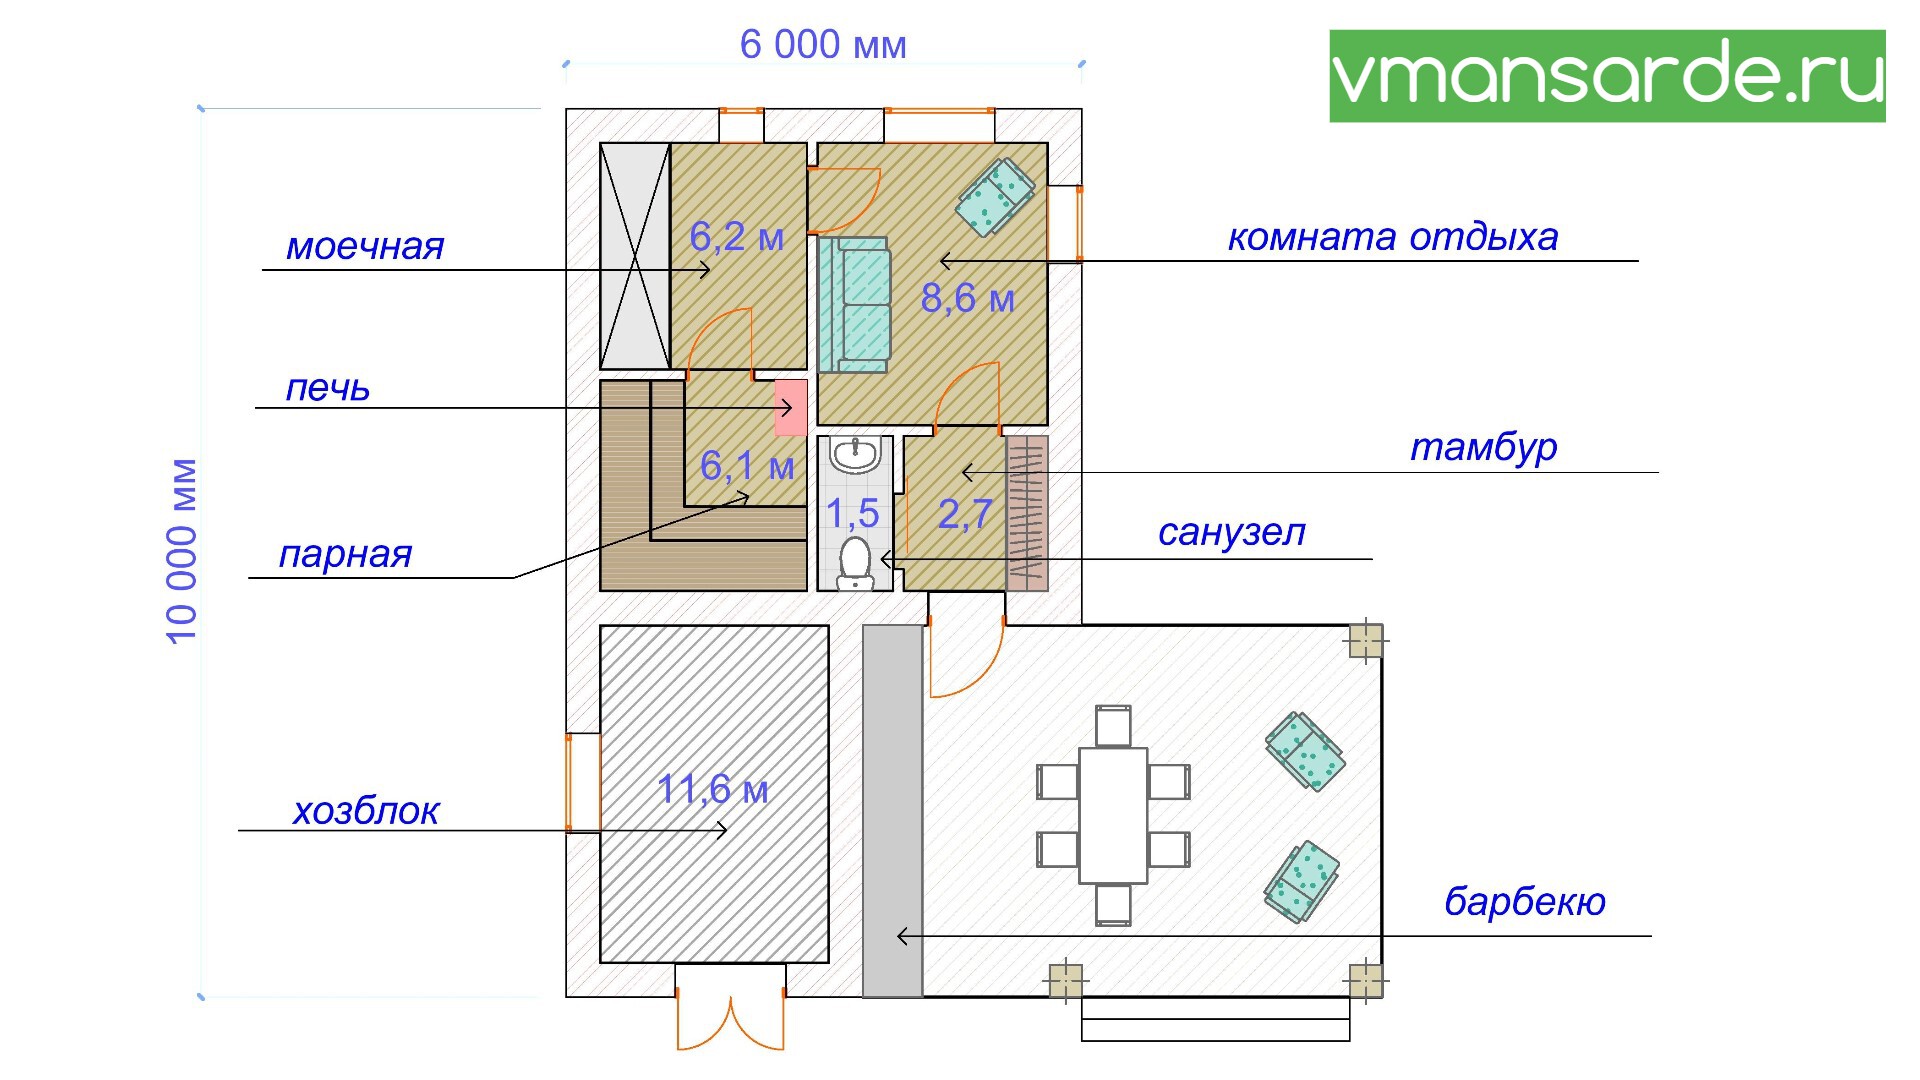 6 000 мм
vmansarde.ru
моечная
6,2 м
комната отдыха
8,6 м
печь
тамбур
6,1 м
10 000 мм
1,5
2,7
санузел
парная
11,6 м
хозблок
барбекю